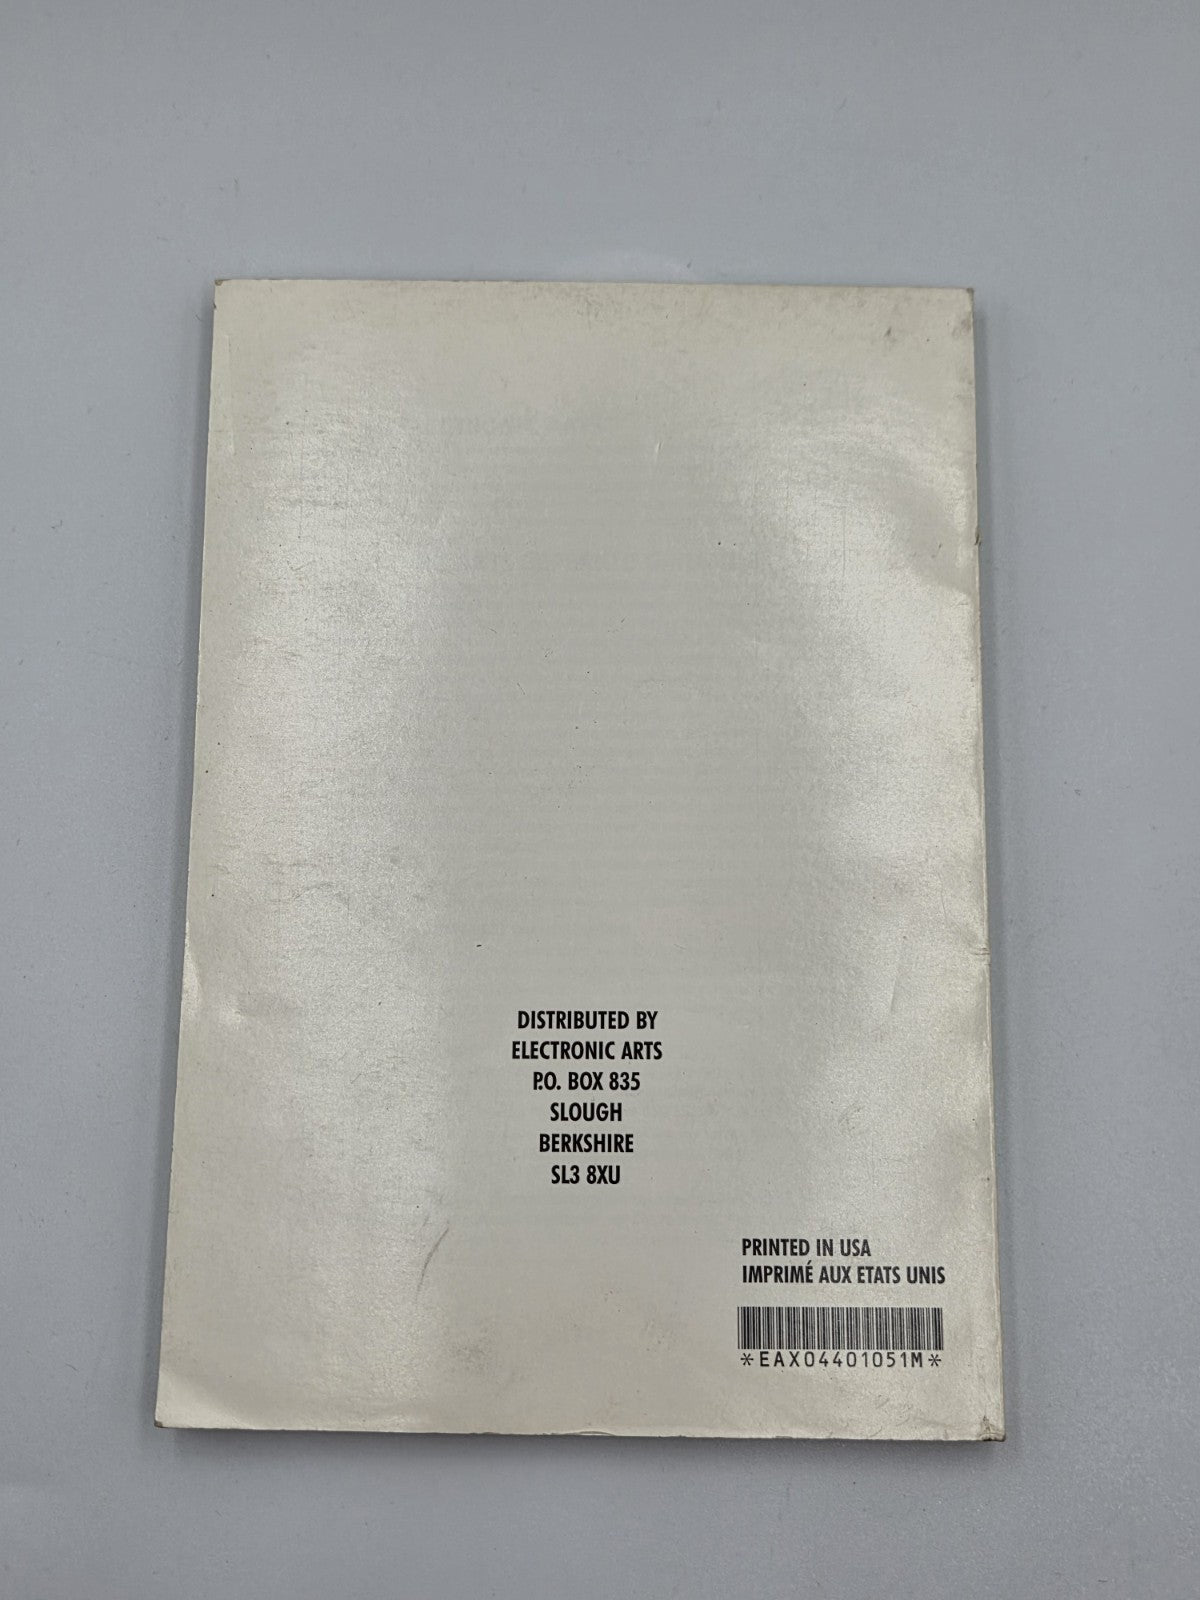 DISTRIBUTED BY
ELECTRONIC ARTS
P.O. BOX 835
SLOUGH
BERKSHIRE
SL3 8XU
PRINTED IN USA
IMPRIMÉ AUX ETATS UNIS
*EAX04401051M*